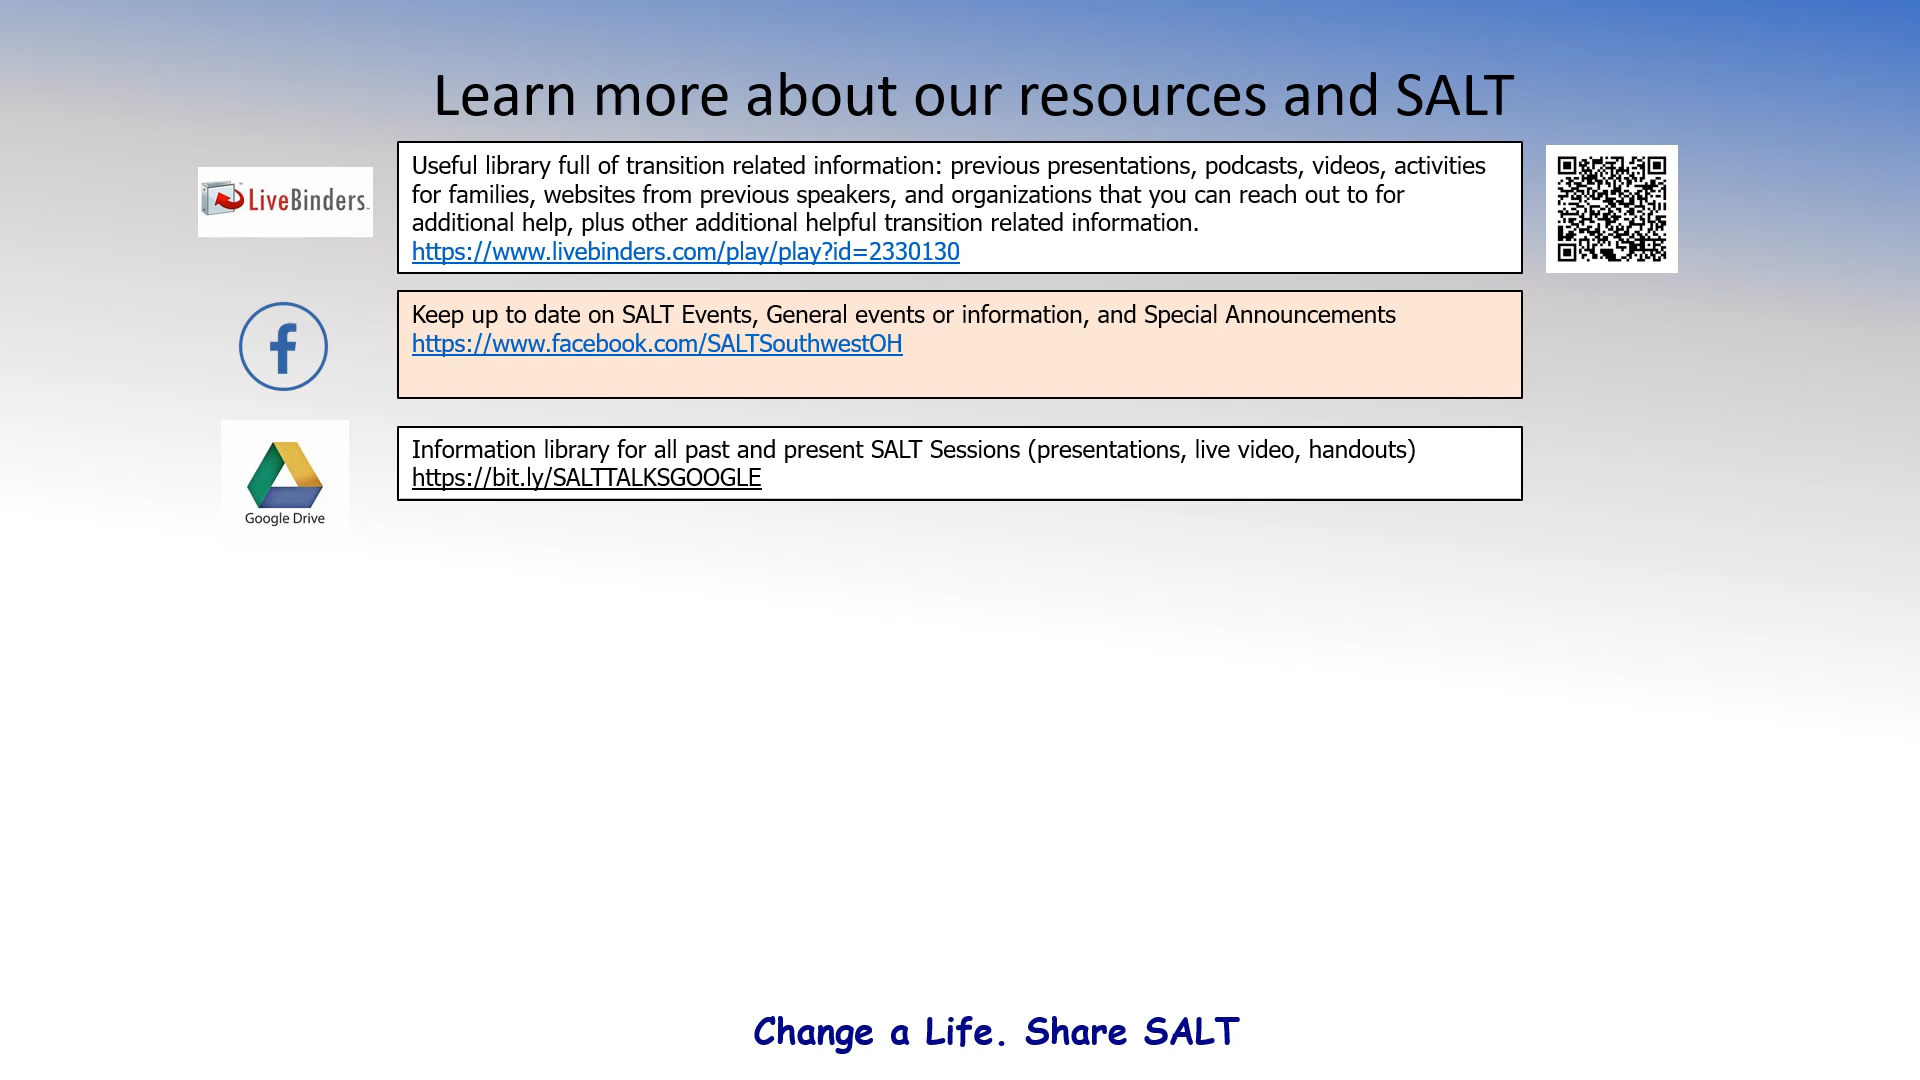 Learn more about our resources and SALT
LiveBinders
Useful library full of transition related information: previous presentations, podcasts, videos, activities
for families, websites from previous speakers, and organizations that you can reach out to for
additional help, plus other additional helpful transition related information.
https://www.livebinders.com/play/play?id=2330130
Keep up to date on SALT Events, General events or information, and Special Announcements
https://www.facebook.com/SALTSouthwestOH
Google Drive
Information library for all past and present SALT Sessions (presentations, live video, handouts)
https://bit.ly/SALTTALKSGOOGLE
Change a Life. Share SALT